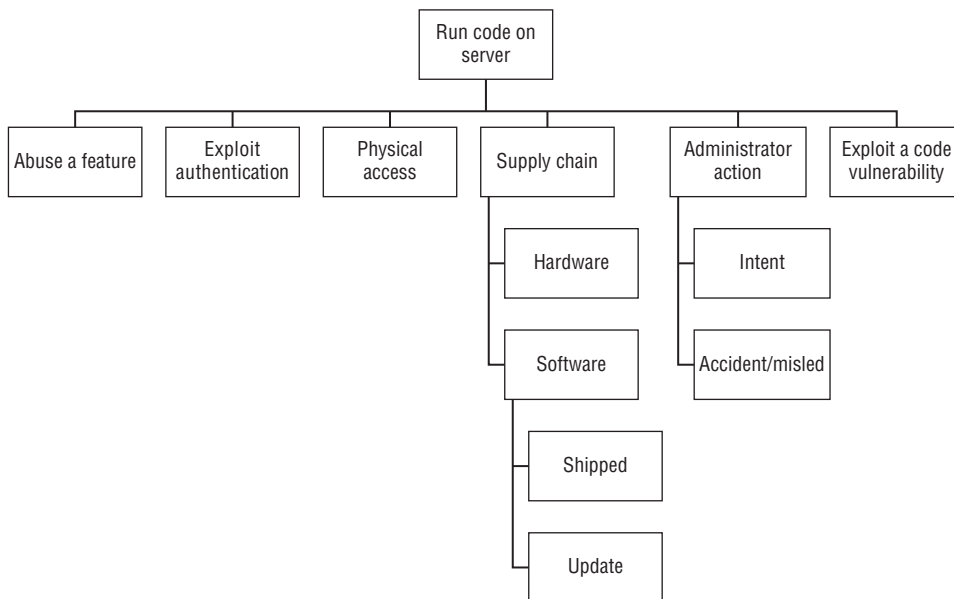 Run code on
server
Abuse a feature
Exploit
authentication
Physical
access
Supply chain
Administrator
action
Exploit a code
vulnerability
Hardware
Intent
Software
Accident/misled
Shipped
Update